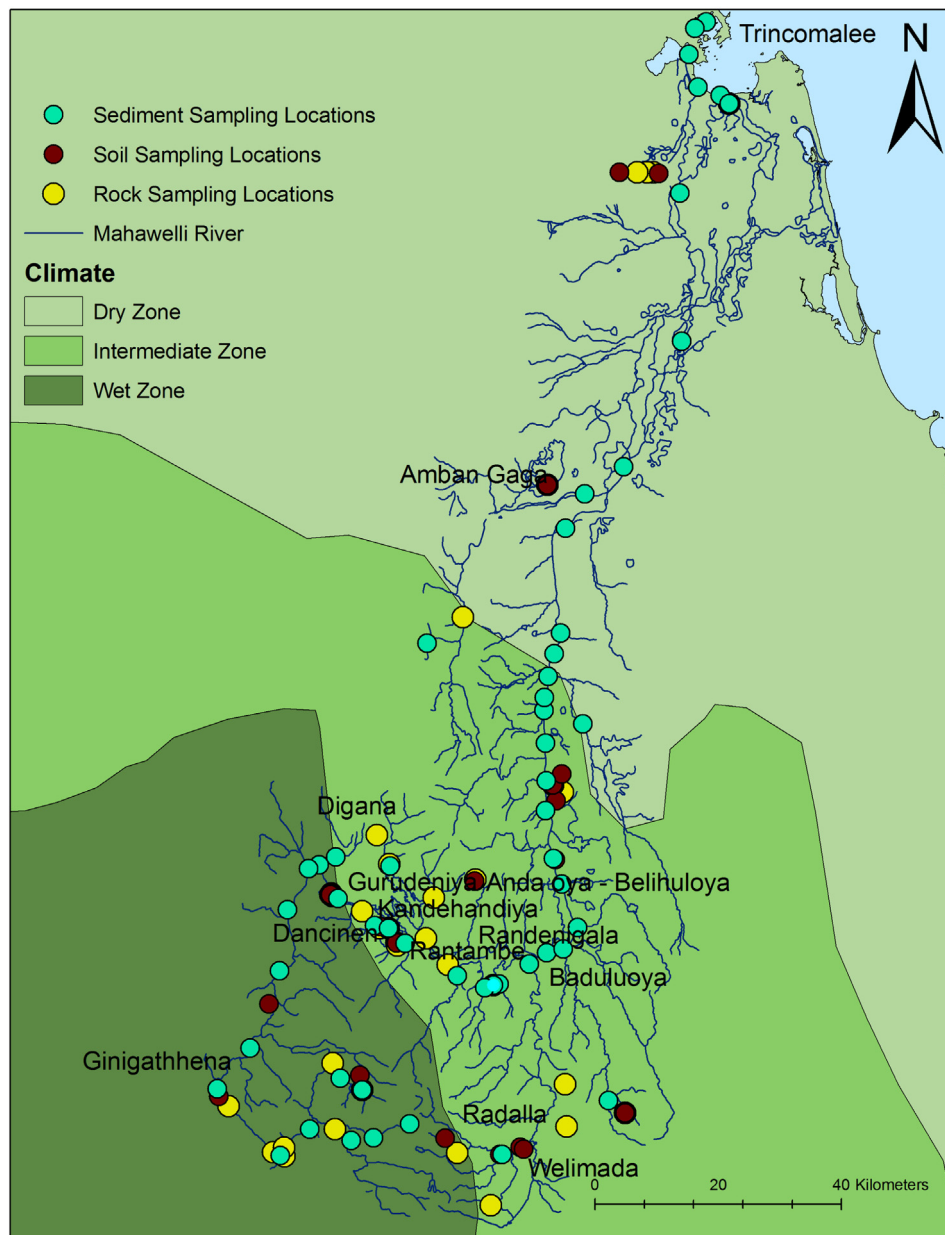 Trincomalee
N
Sediment Sampling Locations
Soil Sampling Locations
Rock Sampling Locations
Mahawelli River
Climate
Dry Zone
Intermediate Zone
Wet Zone
Amban Gaga
Digana
Gurudeniya Anda oya - Belihuloya
Kandehandiya
Dancinen
Randenigala
Rantambe
Baduluoya
Ginigathhena
Radalla
Welimada
0 20 40 Kilometers